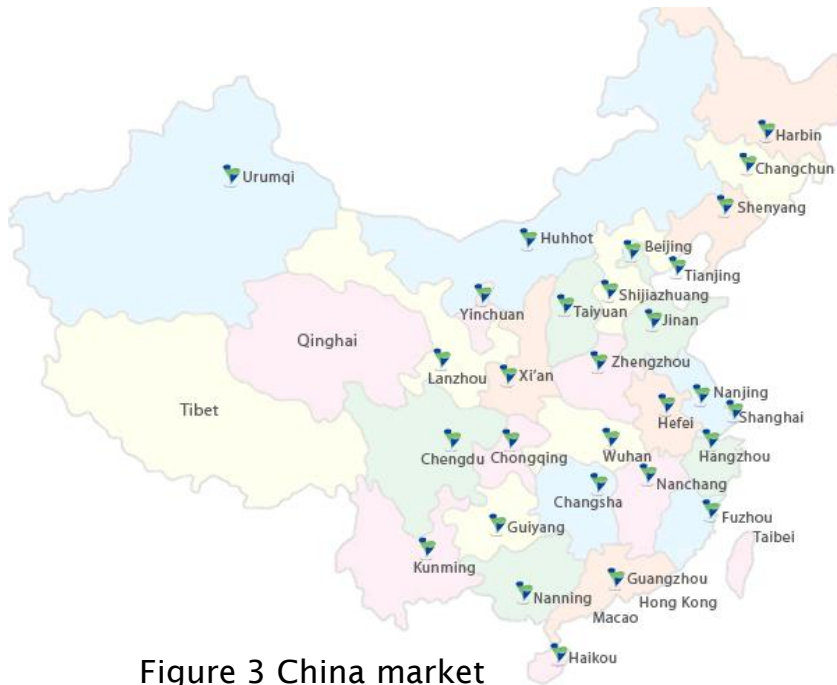 Harbin
Changchun
Urumqi
Shenyang
Huhhot
Beijing
Tianjing
Shijiazhuang
Yinchuan
Taiyuan
Jinan
Qinghai
Zhengzhou
Lanzhou
Xi'an
Nanjing
Tibet
Hefei
Shanghai
Chengdu
Chongqing
Wuhan
Hangzhou
Nanchang
Changsha
Fuzhou
Guiyang
Taibei
Kunming
Guangzhou
Nanning
Hong Kong
Macao
Haikou
Figure 3 China market